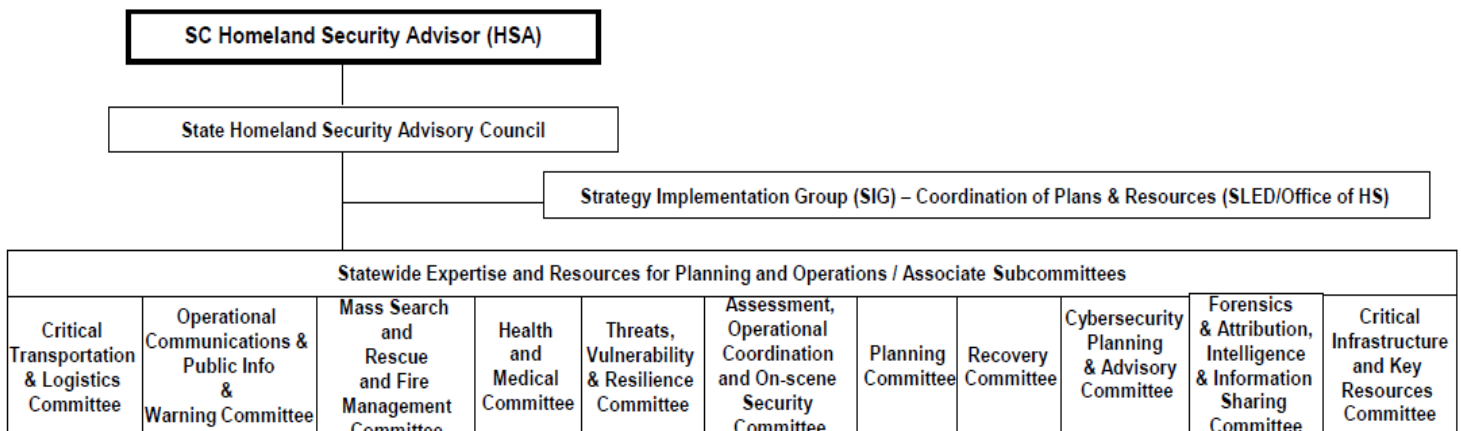 SC Homeland Security Advisor (HSA)
State Homeland Security Advisory Council
Strategy Implementation Group (SIG) – Coordination of Plans & Resources (SLED/Office of HS)
Statewide Expertise and Resources for Planning and Operations / Associate Subcommittees
Critical
Transportation
& Logistics
Committee
Operational
Communications &
Public Info
&
Warning Committee
Mass Search
and
Rescue
and Fire
Management
Committee
Health
and
Medical
Committee
Threats,
Vulnerability
& Resilience
Committee
Assessment,
Operational
Coordination
and On-scene
Security
Committee
Planning
Committee
Recovery
Committee
Cybersecurity
Planning
& Advisory
Committee
Forensics
& Attribution,
Intelligence
& Information
Sharing
Committee
Critical
Infrastructure
and Key
Resources
Committee